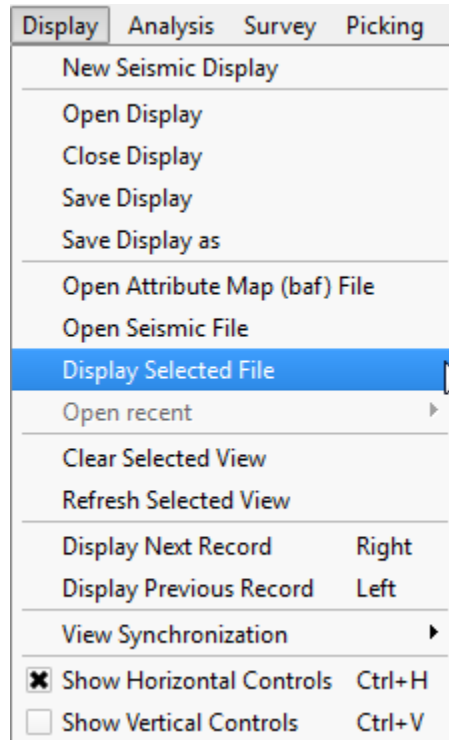 Display Analysis Survey Picking
New Seismic Display
Open Display
Close Display
Save Display
Save Display as
Open Attribute Map (baf) File
Open Seismic File
Display Selected File
Open recent
Clear Selected View
Refresh Selected View
Display Next Record Right
Display Previous Record Left
View Synchronization
Show Horizontal Controls Ctrl+H
Show Vertical Controls Ctrl+V